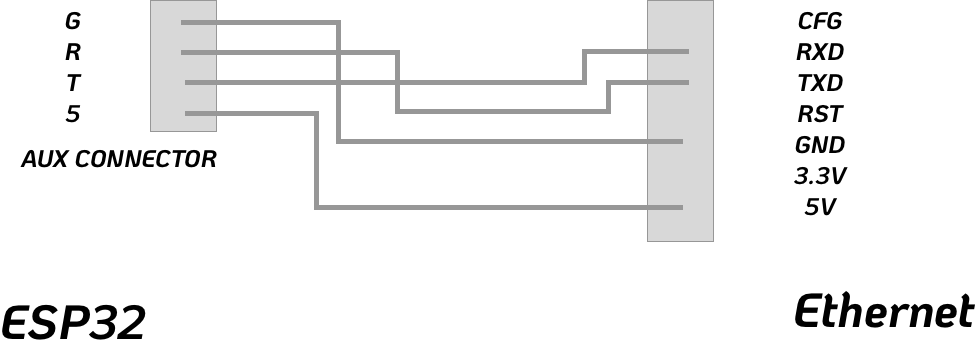 G
R
T
5
AUX CONNECTOR
CFG
RXD
TXD
RST
GND
3.3V
5V
ESP32
Ethernet